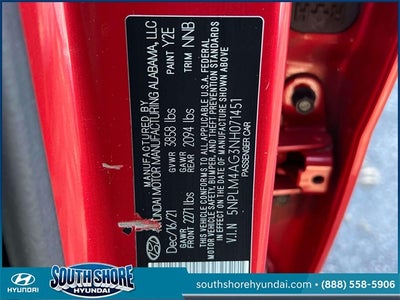 MANUFACTURED BY
HYUNDAI MOTOR MANUFACTURING ALABAMA, LLC
Dec/16/21 PAINT Y2E
GVWR 3858 lbs TRIM NNB
GAWR FRONT 2271 lbs GAWR REAR 2094 lbs
THIS VEHICLE CONFORMS TO ALL APPLICABLE U.S.A. FEDERAL
MOTOR VEHICLE SAFETY, BUMPER, AND THEFT PREVENTION STANDARDS
IN EFFECT ON THE DATE OF MANUFACTURE SHOWN ABOVE.
V.I.N 5NPLM4AG3NH071451
PASSENGER CAR
HYUNDAI
SOUTH SHORE
HYUNDAI
southshorehyundai.com • (888) 558-5906